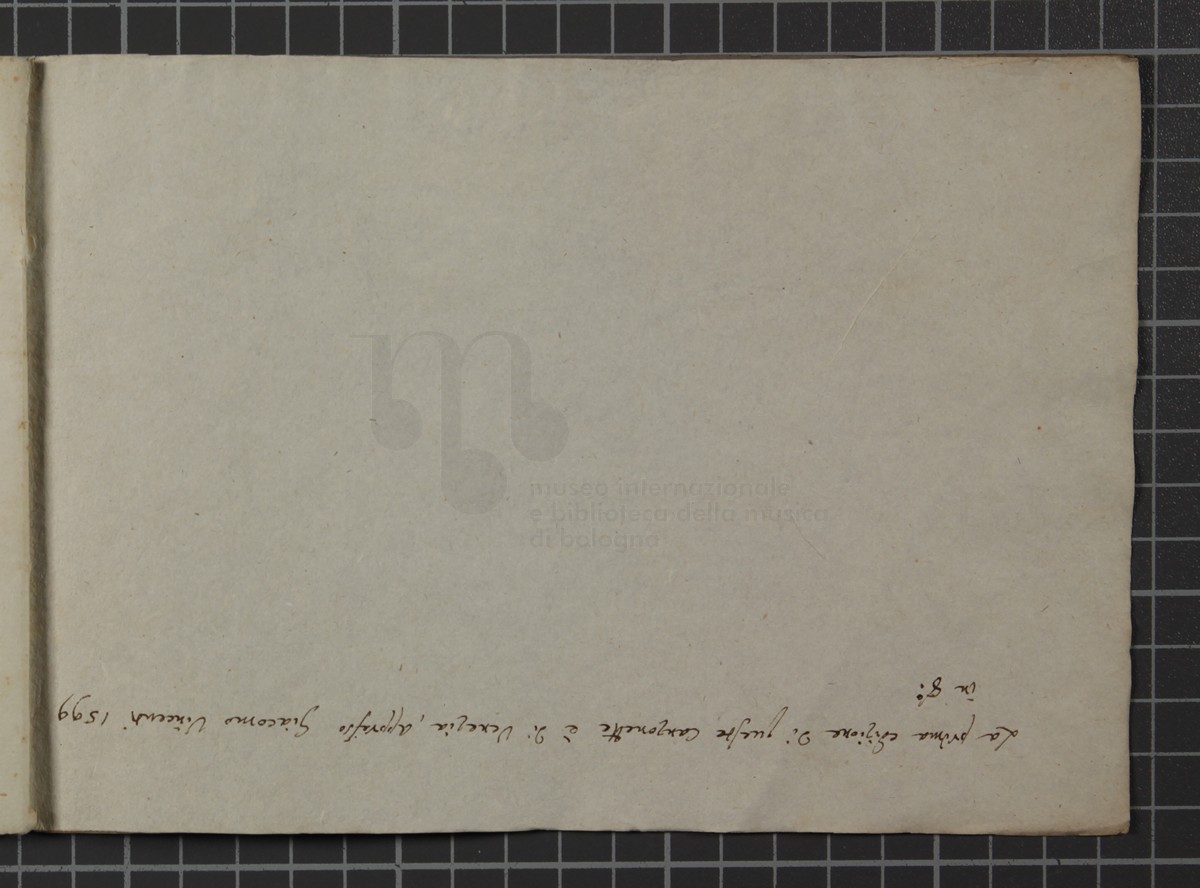 La prima edizione di queste Canzonette è di Venezia, appresso Giacomo Vincenti 1599
in 8.º
museo internazionale
e biblioteca della musica
di bologna